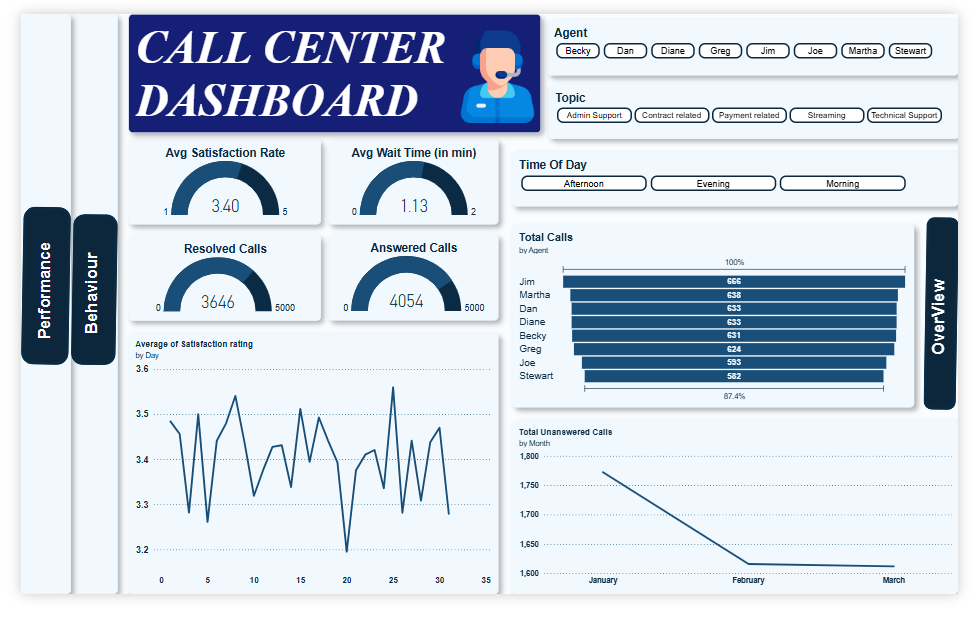 CALL CENTER
DASHBOARD
Agent
Becky Dan Diane Greg Jim Joe Martha Stewart
Topic
Admin Support Contract related Payment related Streaming Technical Support
Time Of Day
Afternoon Evening Morning
Performance
Behaviour
Avg Satisfaction Rate
3.40
1 5
Avg Wait Time (in min)
1.13
0 2
Resolved Calls
3646
0 5000
Answered Calls
4054
0 5000
Average of Satisfaction rating
by Day
3.6
3.5
3.4
3.3
3.2
0 5 10 15 20 25 30 35
Total Calls
by Agent
100%
Jim 666
Martha 638
Dan 633
Diane 633
Becky 631
Greg 624
Joe 593
Stewart 582
87.4%
OverView
Total Unanswered Calls
by Month
1,800
1,750
1,700
1,650
1,600
January February March